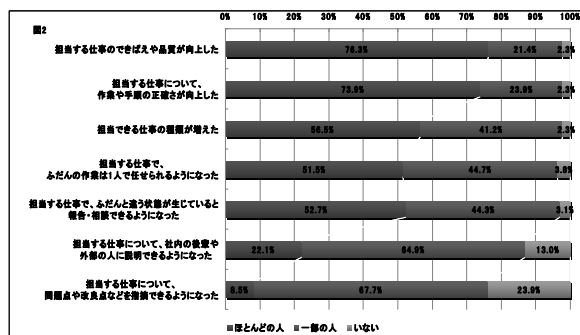 0% 10% 20% 30% 40% 50% 60% 70% 80% 90% 100%
図2
担当する仕事のできばえや品質が向上した
76.3% 21.4% 2.3%
担当する仕事について、
作業や手順の正確さが向上した
73.9% 23.9% 2.3%
担当できる仕事の種類が増えた
56.5% 41.2% 2.3%
担当する仕事で、
ふだんの作業は1人で任せられるようになった
51.5% 44.7% 3.8%
担当する仕事で、ふだんと違う状態が生じていると
報告・相談できるようになった
52.7% 44.3% 3.1%
担当する仕事について、社内の後輩や
外部の人に説明できるようになった
22.1% 64.9% 13.0%
担当する仕事について、
問題点や改良点などを指摘できるようになった
67.7% 23.9%
ほとんどの人 一部の人 いない